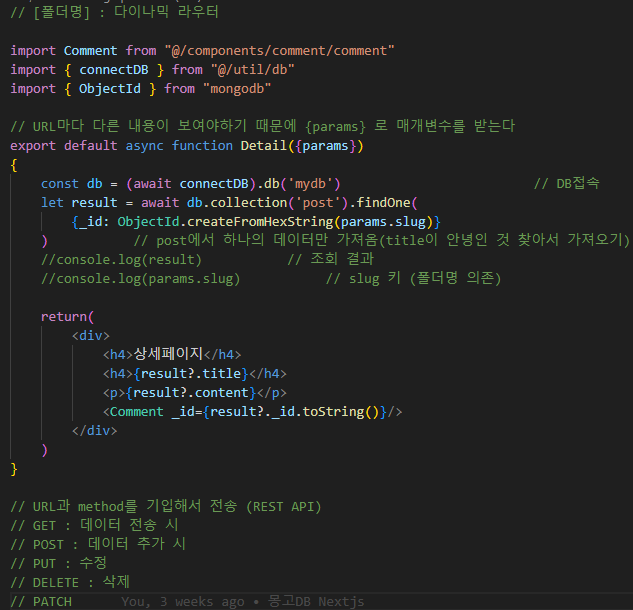 // [폴더명] : 다이나믹 라우터
import Comment from "@/components/comment/comment"
import { connectDB } from "@/util/db"
import { ObjectId } from "mongodb"
// URL마다 다른 내용이 보여야하기 때문에 {params} 로 매개변수를 받는다
export default async function Detail({params})
{
const db = (await connectDB).db('mydb') // DB접속
let result = await db.collection('post').findOne(
{_id: ObjectId.createFromHexString(params.slug)}
) // post에서 하나의 데이터만 가져옴(title이 안녕인 것 찾아서 가져오기)
//console.log(result) // 조회 결과
//console.log(params.slug) // slug 키 (폴더명 의존)
return(
<div>
<h4>상세페이지</h4>
<h4>{result?.title}</h4>
<p>{result?.content}</p>
<Comment _id={result?._id.toString()}/>
</div>
)
}
// URL과 method를 기입해서 전송 (REST API)
// GET : 데이터 전송 시
// POST : 데이터 추가 시
// PUT : 수정
// DELETE : 삭제
// PATCH You, 3 weeks ago • 몽고DB Nextjs